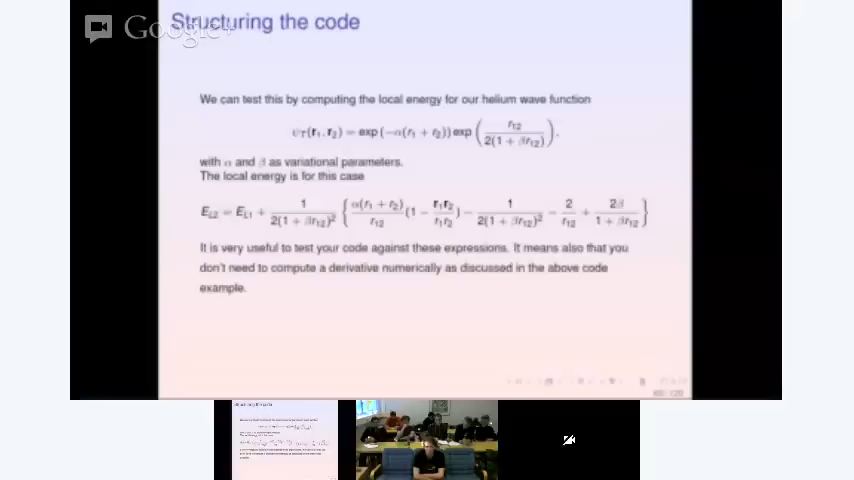 Structuring the code
Google+
We can test this by computing the local energy for our helium wave function
ψT(r1, r2) = exp (−α(r1 + r2)) exp ( r12 / 2(1 + βr12) ),
with α and β as variational parameters.
The local energy is for this case
EL2 = EL1 + 1 / 2(1 + βr12)² { α(r1 + r2) / r12 (1 − r1r2 / r1r2) − 1 / 2(1 + βr12)² − 2 / r12 + 2β / 1 + βr12 }
It is very useful to test your code against these expressions. It means also that you
don't need to compute a derivative numerically as discussed in the above code
example.